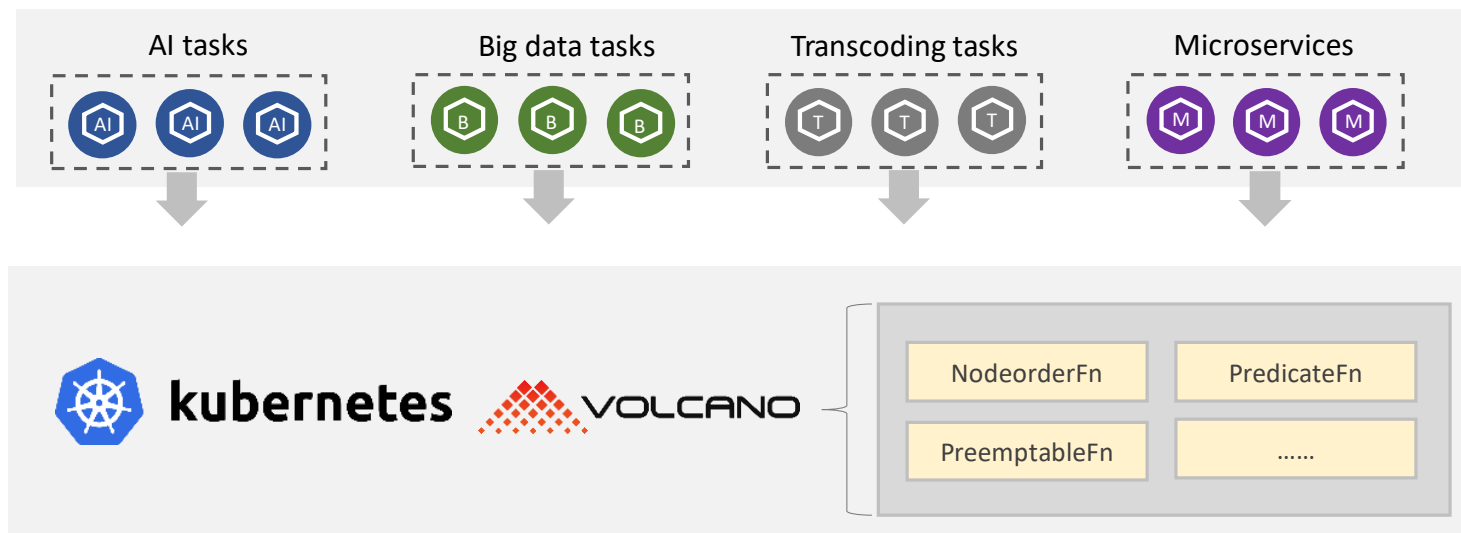 AI tasks
Big data tasks
Transcoding tasks
Microservices
AI AI AI
B B B
T T T
M M M
kubernetes
VOLCANO
NodeorderFn
PredicateFn
PreemptableFn
......